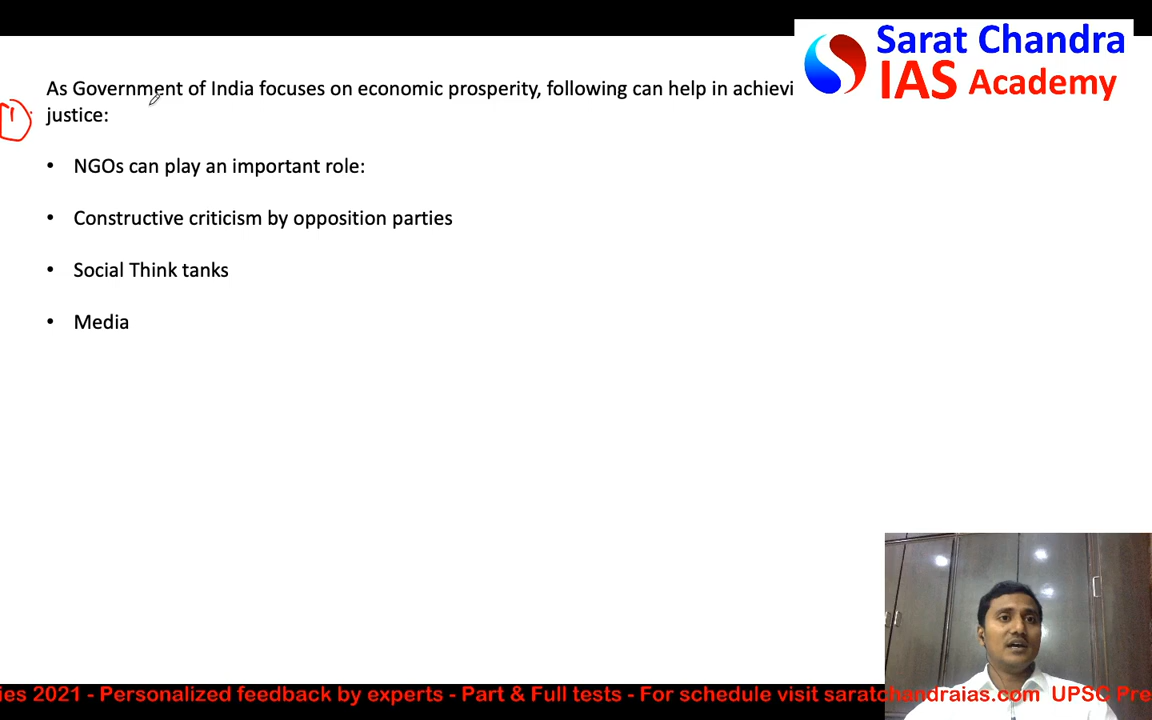 Sarat Chandra
IAS Academy
As Government of India focuses on economic prosperity, following can help in achievi
justice:
• NGOs can play an important role:
• Constructive criticism by opposition parties
• Social Think tanks
• Media
ies 2021 - Personalized feedback by experts - Part & Full tests - For schedule visit saratchandraias.com UPSC Pre